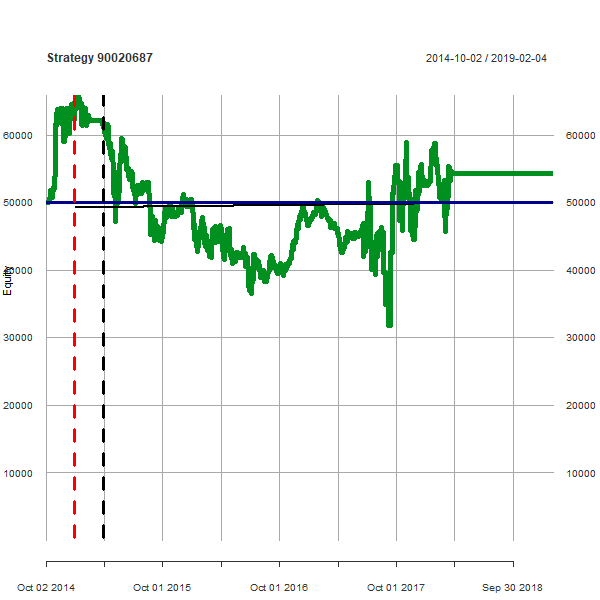 Strategy 90020687
2014-10-02 / 2019-02-04
60000
60000
50000
50000
40000
40000
Equity
30000
30000
20000
20000
10000
10000
Oct 02 2014
Oct 01 2015
Oct 01 2016
Oct 01 2017
Sep 30 2018